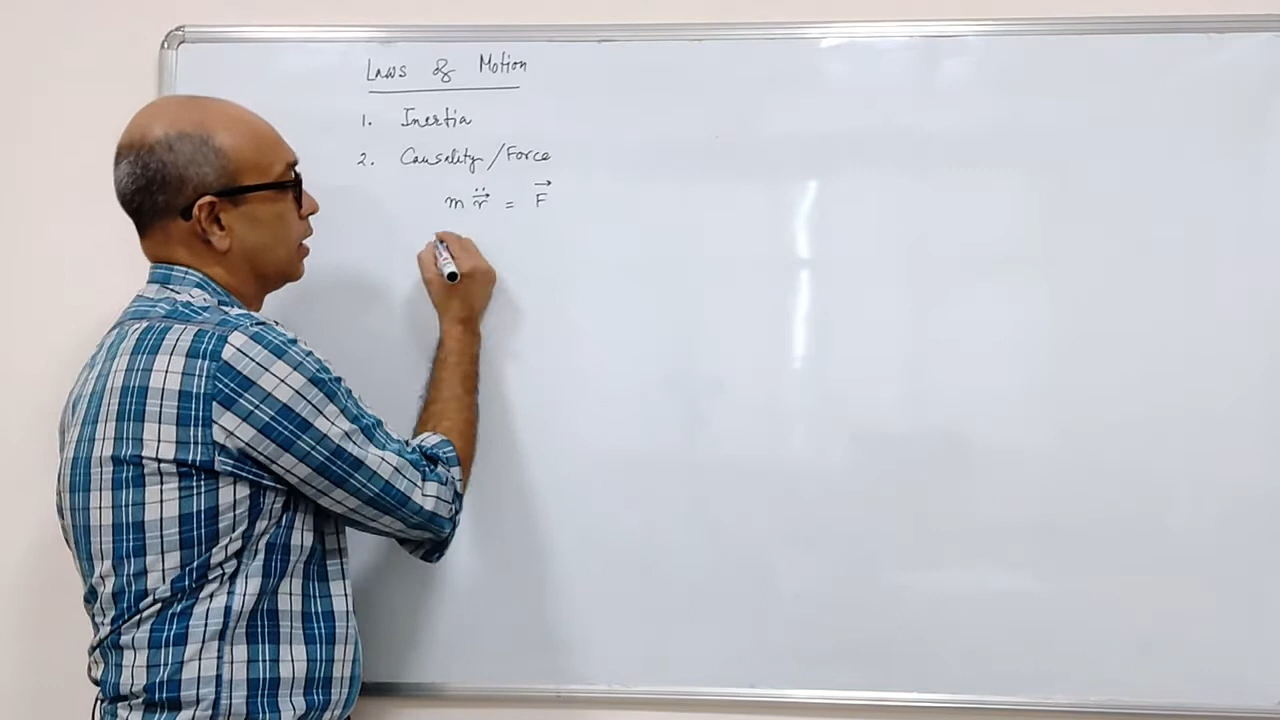 Laws of Motion
1. Inertia
2. Causality/Force
m r̈⃗ = F⃗